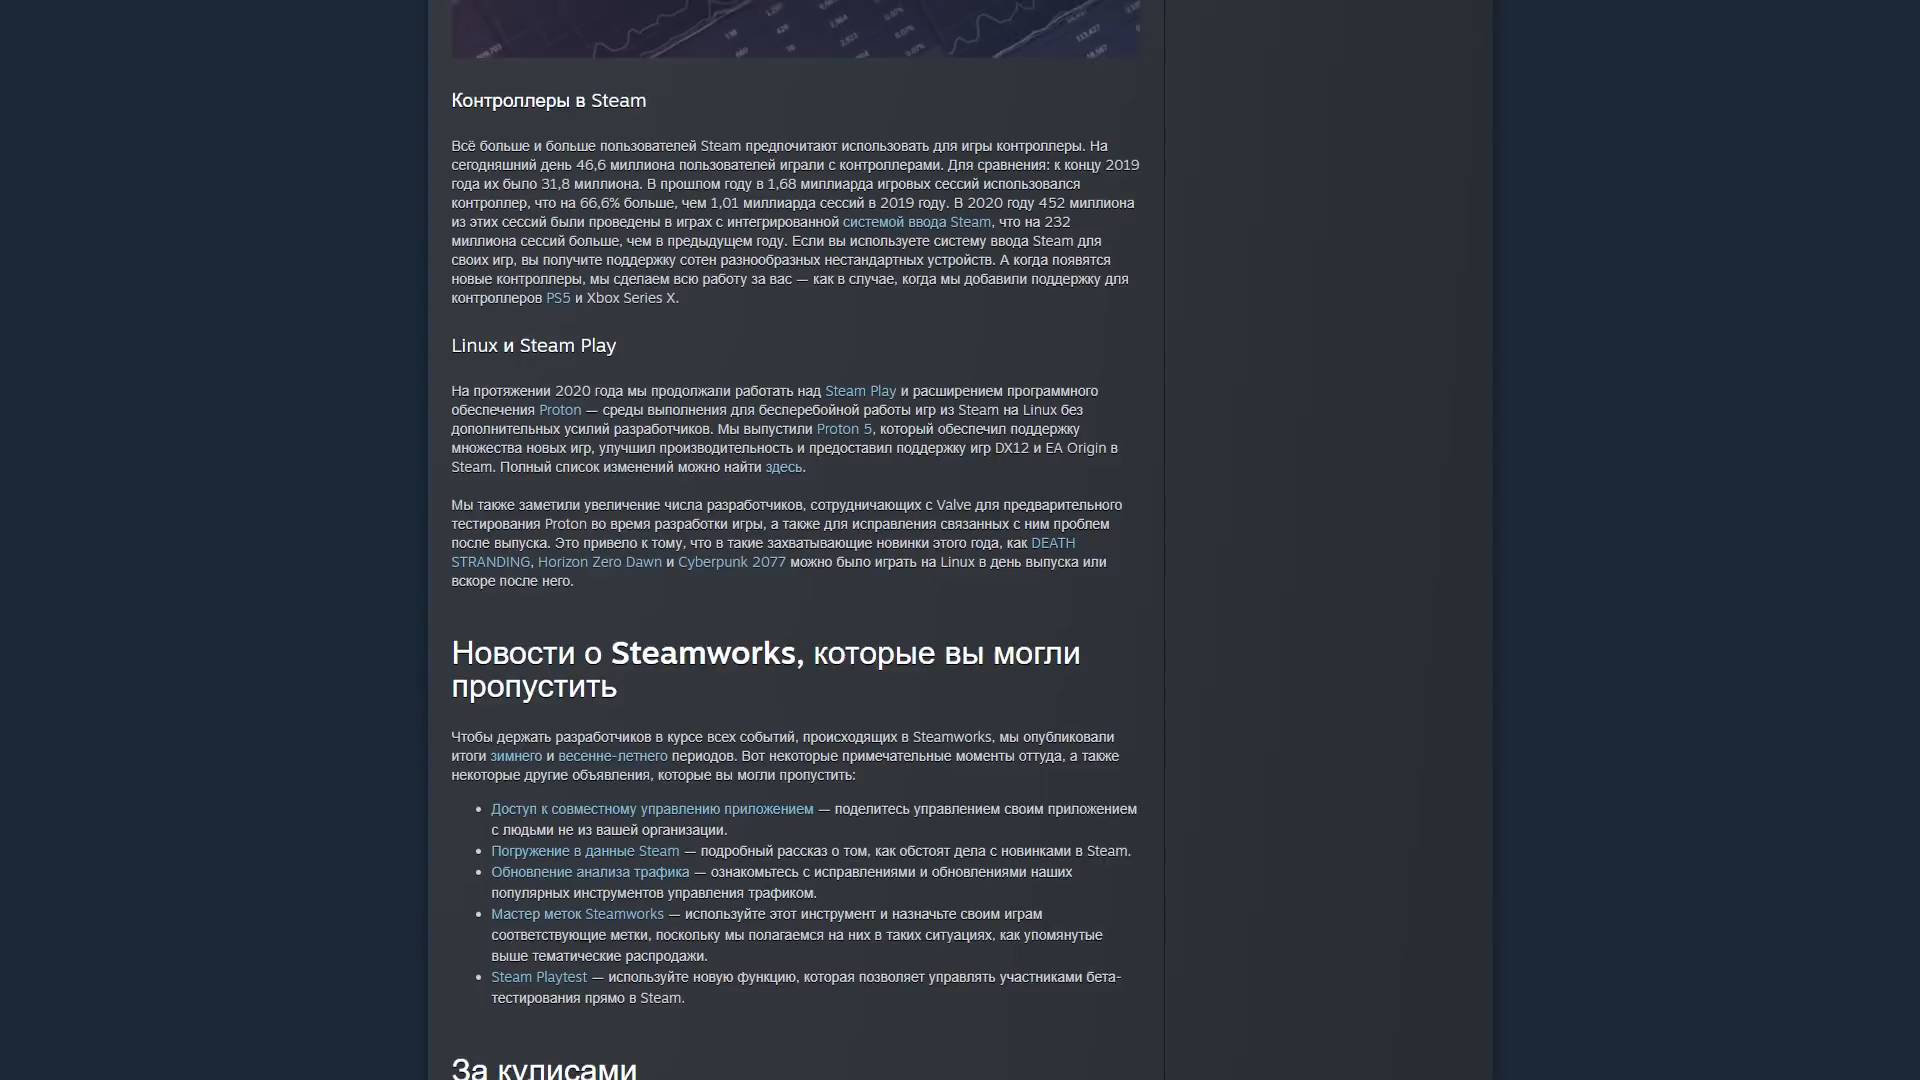 Контроллеры в Steam
Всё больше и больше пользователей Steam предпочитают использовать для игры контроллеры. На
сегодняшний день 46,6 миллиона пользователей играли с контроллерами. Для сравнения: к концу 2019
года их было 31,8 миллиона. В прошлом году в 1,68 миллиарда игровых сессий использовался
контроллер, что на 66,6% больше, чем 1,01 миллиарда сессий в 2019 году. В 2020 году 452 миллиона
из этих сессий были проведены в играх с интегрированной системой ввода Steam, что на 232
миллиона сессий больше, чем в предыдущем году. Если вы используете систему ввода Steam для
своих игр, вы получите поддержку сотен разнообразных нестандартных устройств. А когда появятся
новые контроллеры, мы сделаем всю работу за вас — как в случае, когда мы добавили поддержку для
контроллеров PS5 и Xbox Series X.
Linux и Steam Play
На протяжении 2020 года мы продолжали работать над Steam Play и расширением программного
обеспечения Proton — среды выполнения для бесперебойной работы игр из Steam на Linux без
дополнительных усилий разработчиков. Мы выпустили Proton 5, который обеспечил поддержку
множества новых игр, улучшил производительность и предоставил поддержку игр DX12 и EA Origin в
Steam. Полный список изменений можно найти здесь.
Мы также заметили увеличение числа разработчиков, сотрудничающих с Valve для предварительного
тестирования Proton во время разработки игры, а также для исправления связанных с ним проблем
после выпуска. Это привело к тому, что в такие захватывающие новинки этого года, как DEATH
STRANDING, Horizon Zero Dawn и Cyberpunk 2077 можно было играть на Linux в день выпуска или
вскоре после него.
Новости о Steamworks, которые вы могли
пропустить
Чтобы держать разработчиков в курсе всех событий, происходящих в Steamworks, мы опубликовали
итоги зимнего и весенне-летнего периодов. Вот некоторые примечательные моменты оттуда, а также
некоторые другие объявления, которые вы могли пропустить:
• Доступ к совместному управлению приложением — поделитесь управлением своим приложением
с людьми не из вашей организации.
• Погружение в данные Steam — подробный рассказ о том, как обстоят дела с новинками в Steam.
• Обновление анализа трафика — ознакомьтесь с исправлениями и обновлениями наших
популярных инструментов управления трафиком.
• Мастер меток Steamworks — используйте этот инструмент и назначьте своим играм
соответствующие метки, поскольку мы полагаемся на них в таких ситуациях, как упомянутые
выше тематические распродажи.
• Steam Playtest — используйте новую функцию, которая позволяет управлять участниками бета-
тестирования прямо в Steam.
За кулисами